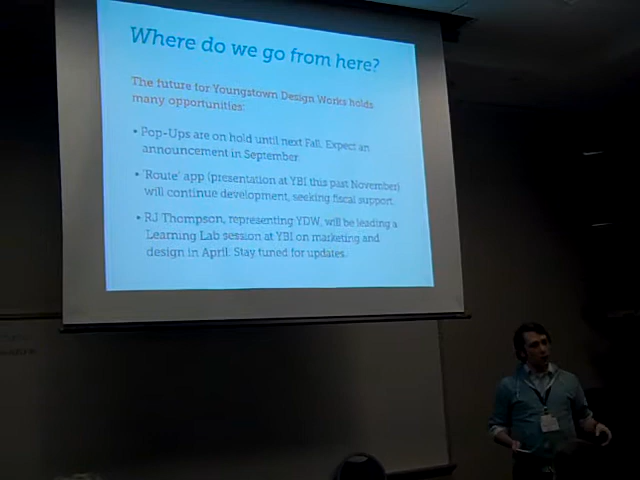 Where do we go from here?
The future for Youngstown Design Works holds
many opportunities:
• Pop-Ups are on hold until next Fall. Expect an
announcement in September.
• 'Route' app (presentation at YBI this past November)
will continue development, seeking fiscal support.
• RJ Thompson, representing YDW, will be leading a
Learning Lab session at YBI on marketing and
design in April. Stay tuned for updates.